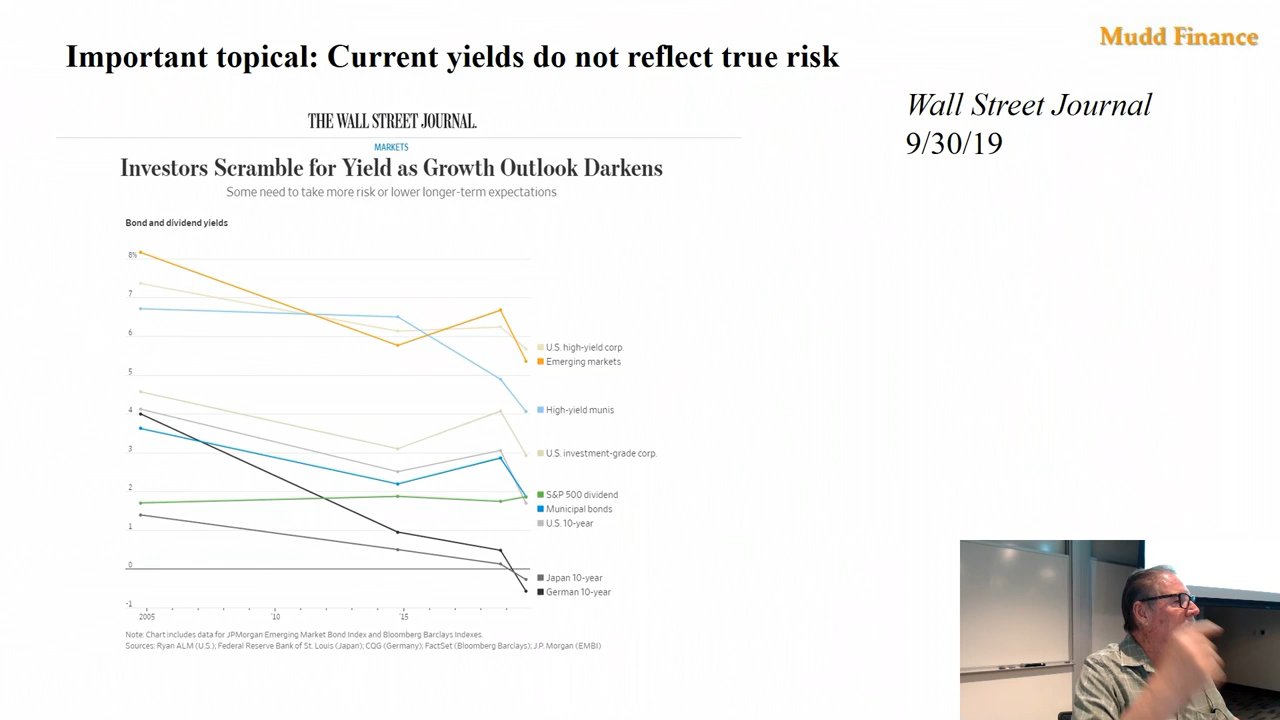 Important topical: Current yields do not reflect true risk
Mudd Finance
Wall Street Journal
9/30/19
THE WALL STREET JOURNAL.
MARKETS
Investors Scramble for Yield as Growth Outlook Darkens
Some need to take more risk or lower longer-term expectations
Bond and dividend yields
8%
7
6
5
4
3
2
1
0
-1
2005
'10
'15
U.S. high-yield corp.
Emerging markets
High-yield munis
U.S. investment-grade corp.
S&P 500 dividend
Municipal bonds
U.S. 10-year
Japan 10-year
German 10-year
Note: Chart includes data for JPMorgan Emerging Market Bond Index and Bloomberg Barclays Indexes.
Sources: Ryan ALM (U.S.); Federal Reserve Bank of St. Louis (Japan); CQG (Germany); FactSet (Bloomberg Barclays); J.P. Morgan (EMBI)